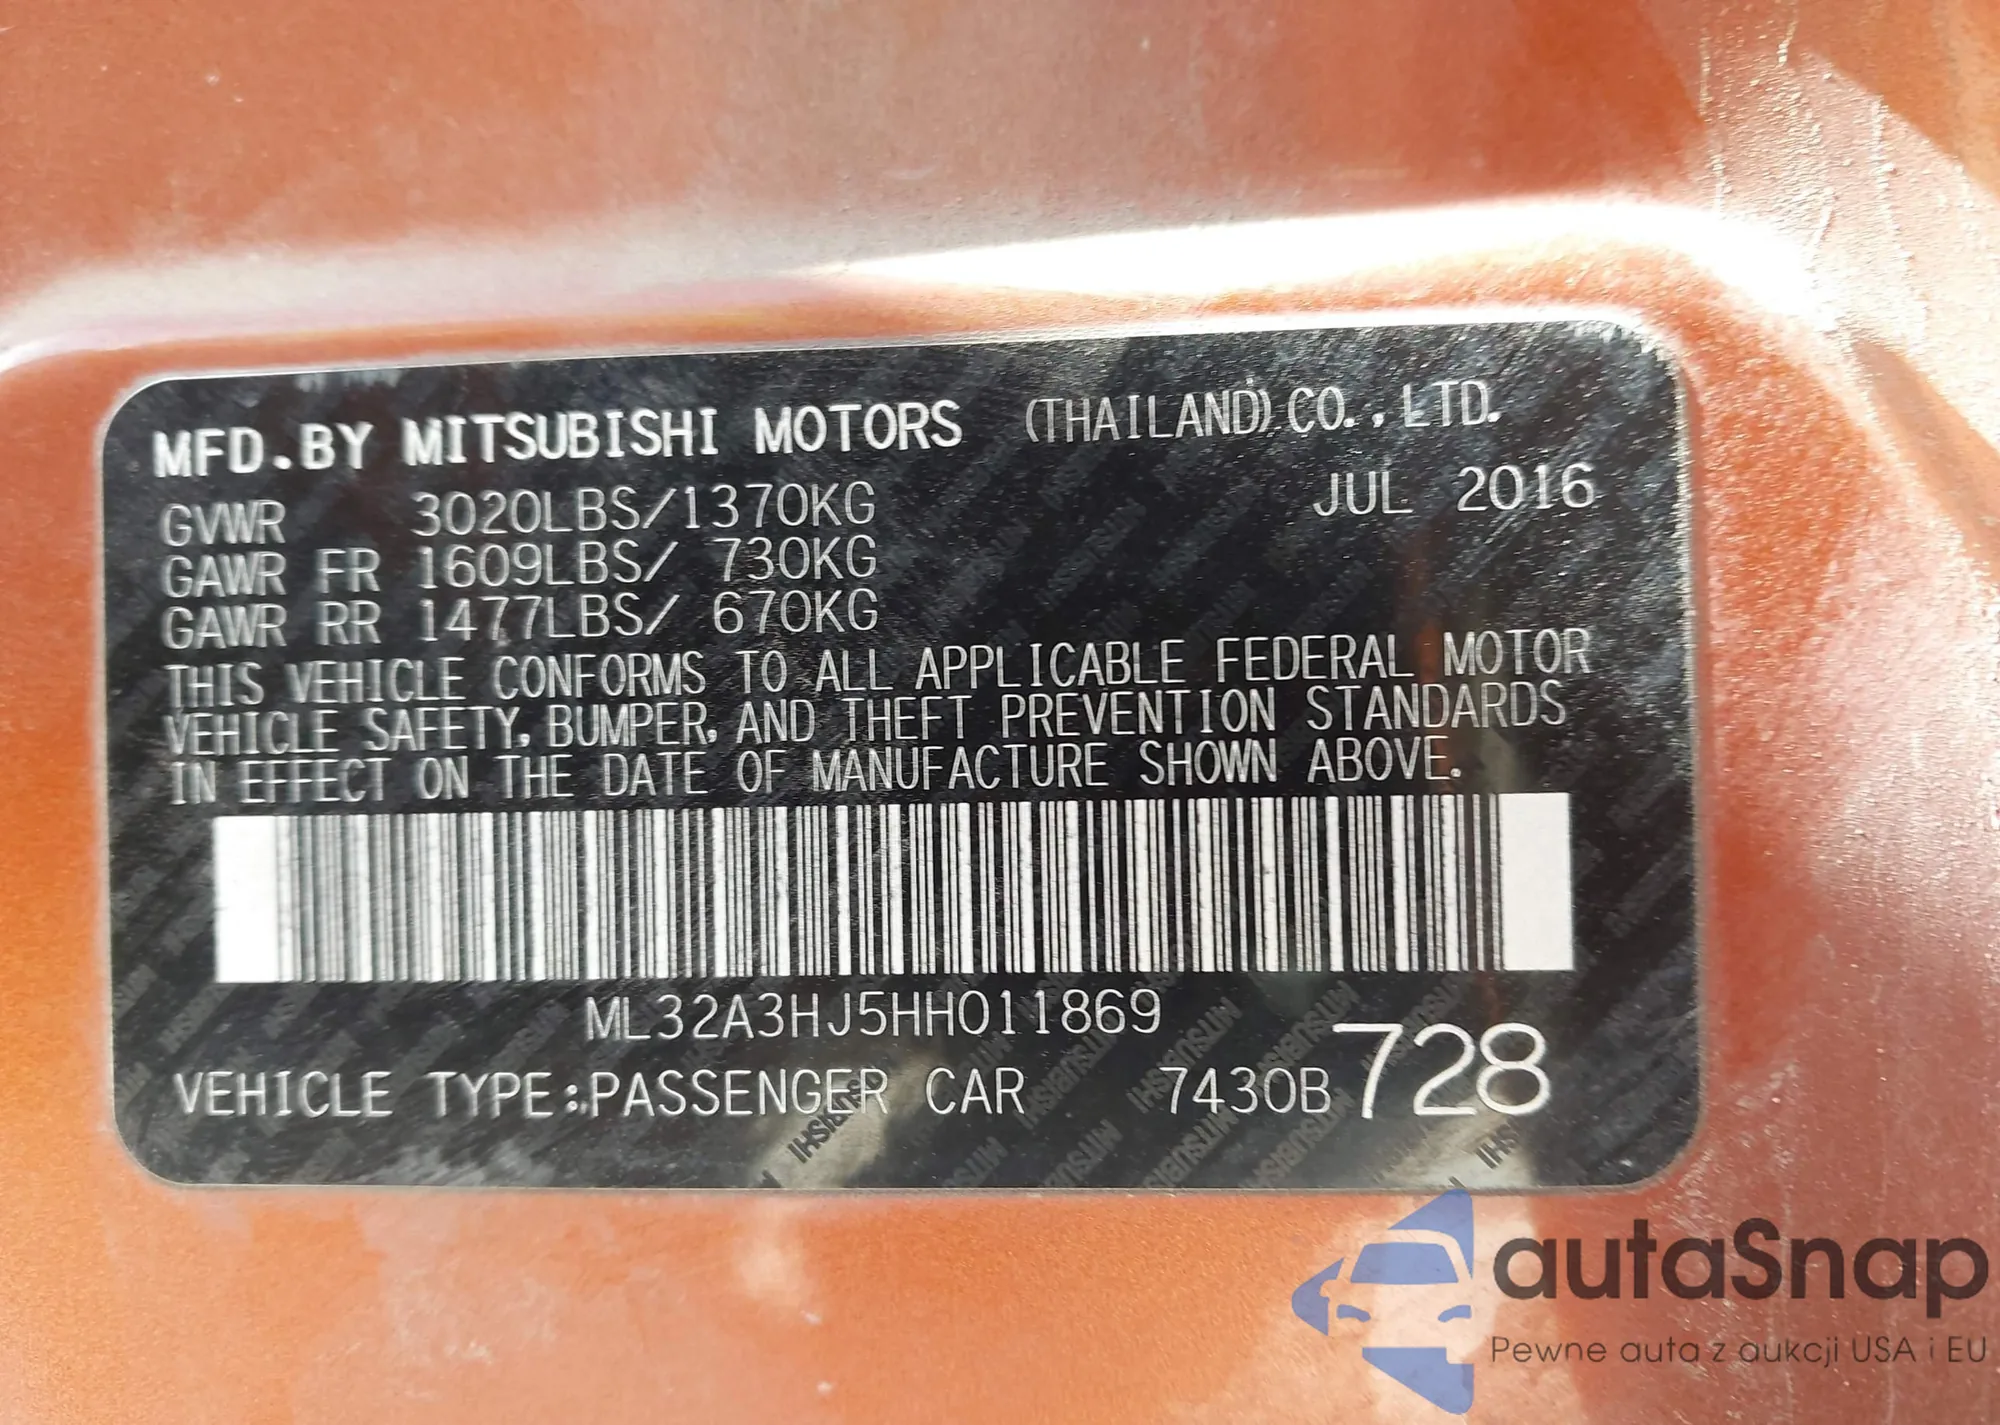 MFD.BY MITSUBISHI MOTORS (THAILAND) CO.,LTD.
GVWR 3020LBS/1370KG JUL 2016
GAWR FR 1609LBS/ 730KG
GAWR RR 1477LBS/ 670KG
THIS VEHICLE CONFORMS TO ALL APPLICABLE FEDERAL MOTOR
VEHICLE SAFETY, BUMPER, AND THEFT PREVENTION STANDARDS
IN EFFECT ON THE DATE OF MANUFACTURE SHOWN ABOVE.
ML32A3HJ5HH011869
VEHICLE TYPE:PASSENGER CAR 7430B 728
autaSnap
Pewne auta z aukcji USA i EU